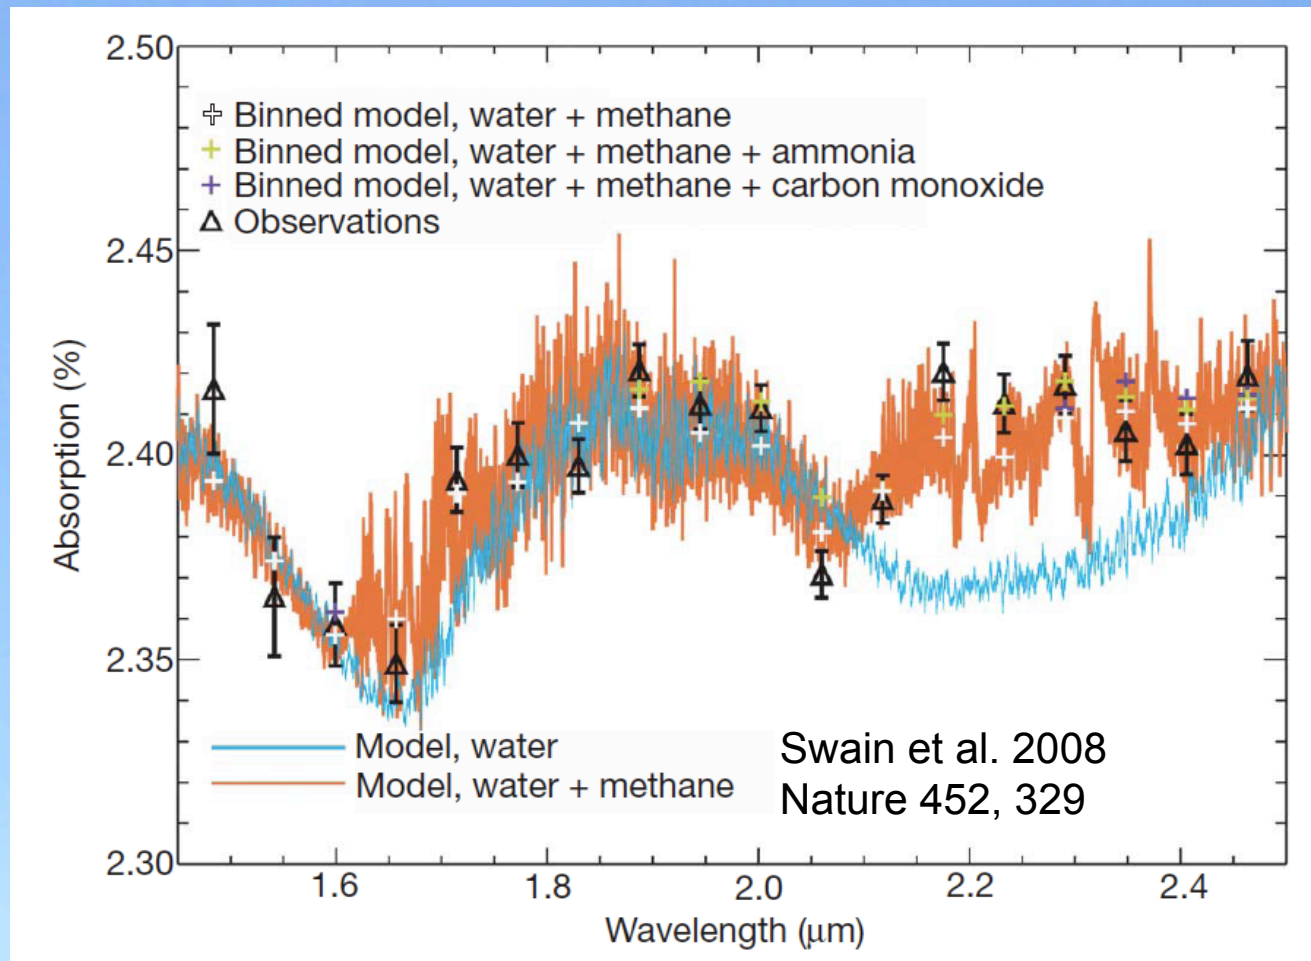 2.50
Binned model, water + methane
Binned model, water + methane + ammonia
Binned model, water + methane + carbon monoxide
Observations
2.45
2.40
Absorption (%)
2.35
Model, water
Model, water + methane
Swain et al. 2008
Nature 452, 329
2.30
1.6 1.8 2.0 2.2 2.4
Wavelength (μm)